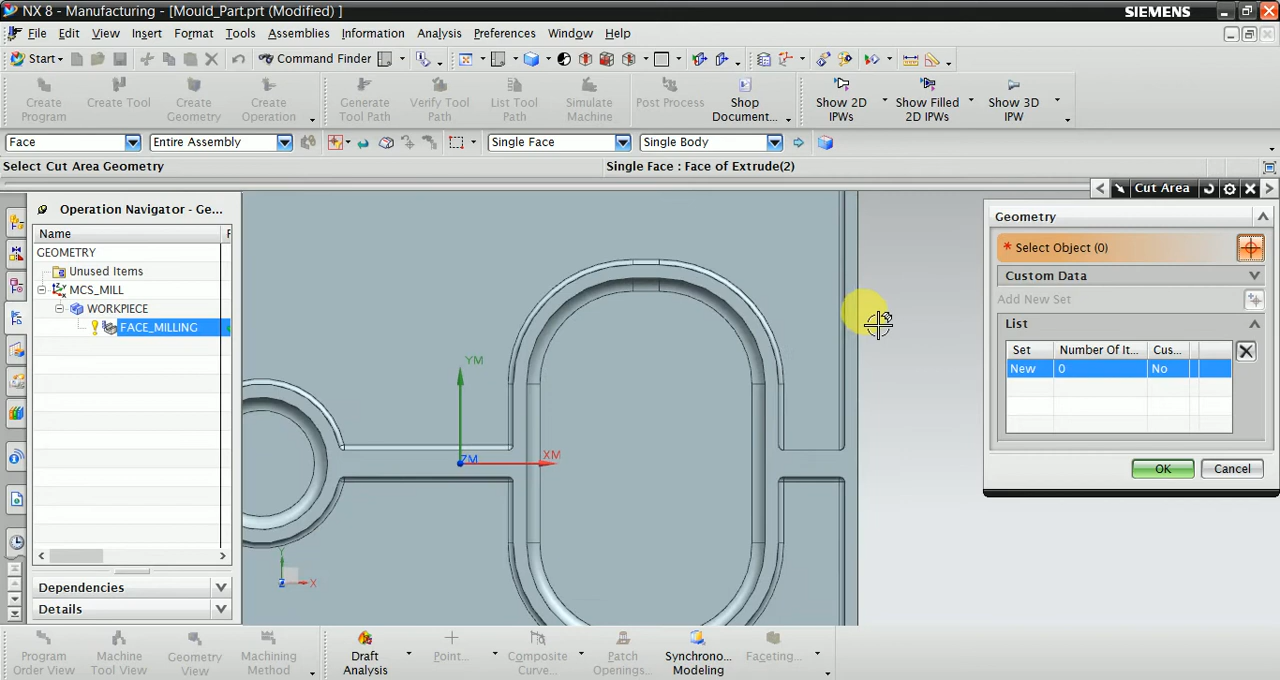 NX 8 - Manufacturing - [Mould_Part.prt (Modified) ]
SIEMENS
File Edit View Insert Format Tools Assemblies Information Analysis Preferences Window Help
Start Command Finder
Create Program
Create Tool
Create Geometry
Create Operation
Generate Tool Path
Verify Tool Path
List Tool Path
Simulate Machine
Post Process
Shop Document...
Show 2D IPWs
Show Filled 2D IPWs
Show 3D IPW
Face
Entire Assembly
Single Face
Single Body
Select Cut Area Geometry
Single Face : Face of Extrude(2)
Operation Navigator - Ge...
Name
F
GEOMETRY
Unused Items
MCS_MILL
WORKPIECE
FACE_MILLING
Dependencies
Details
YM
XM
ZM
Y
X
Z
Cut Area
Geometry
* Select Object (0)
Custom Data
Add New Set
List
Set Number Of It... Cus...
New 0 No
OK
Cancel
Program Order View
Machine Tool View
Geometry View
Machining Method
Draft Analysis
Point...
Composite Curve...
Patch Openings...
Synchrono... Modeling
Faceting...